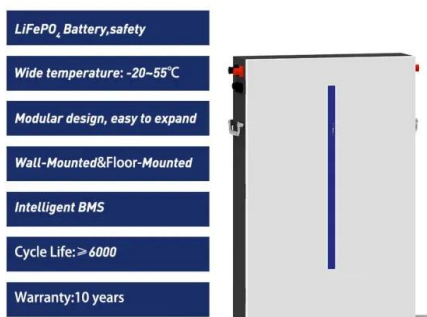 LiFePO₄ Battery,safety
Wide temperature: -20~55℃
Modular design, easy to expand
Wall-Mounted&Floor-Mounted
Intelligent BMS
Cycle Life:≥6000
Warranty:10 years